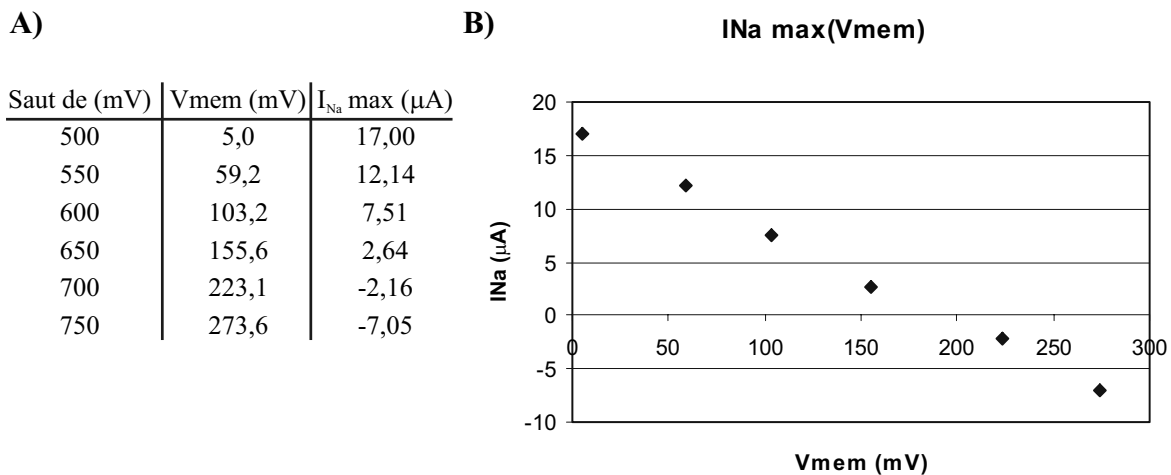 A)
Saut de (mV) Vmem (mV) I_Na max (μA)
500 5,0 17,00
550 59,2 12,14
600 103,2 7,51
650 155,6 2,64
700 223,1 -2,16
750 273,6 -7,05
B)
INa max(Vmem)
INa (μA)
20
15
10
5
0
-5
-10
0 50 100 150 200 250 300
Vmem (mV)